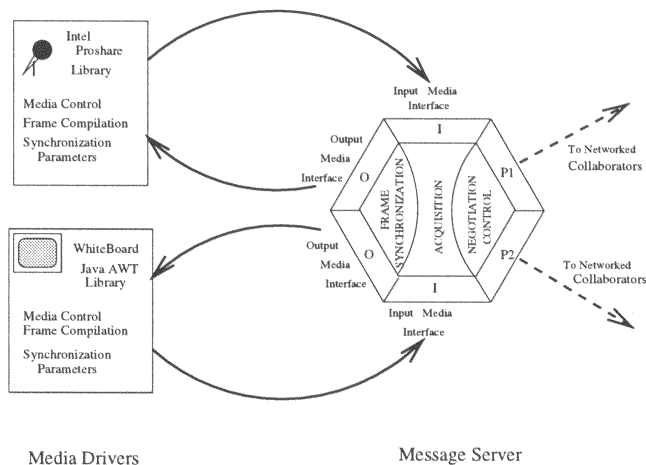 Intel
Proshare
Library
Media Control
Frame Compilation
Synchronization
Parameters
WhiteBoard
Java AWT
Library
Media Control
Frame Compilation
Synchronization
Parameters
Media Drivers
Input Media
Interface
Output
Media
Interface
I
O
P1
FRAME
SYNCHRONIZATION
ACQUISITION
NEGOTIATION
CONTROL
O
P2
I
Output
Media
Interface
Input Media
Interface
To Networked
Collaborators
To Networked
Collaborators
Message Server